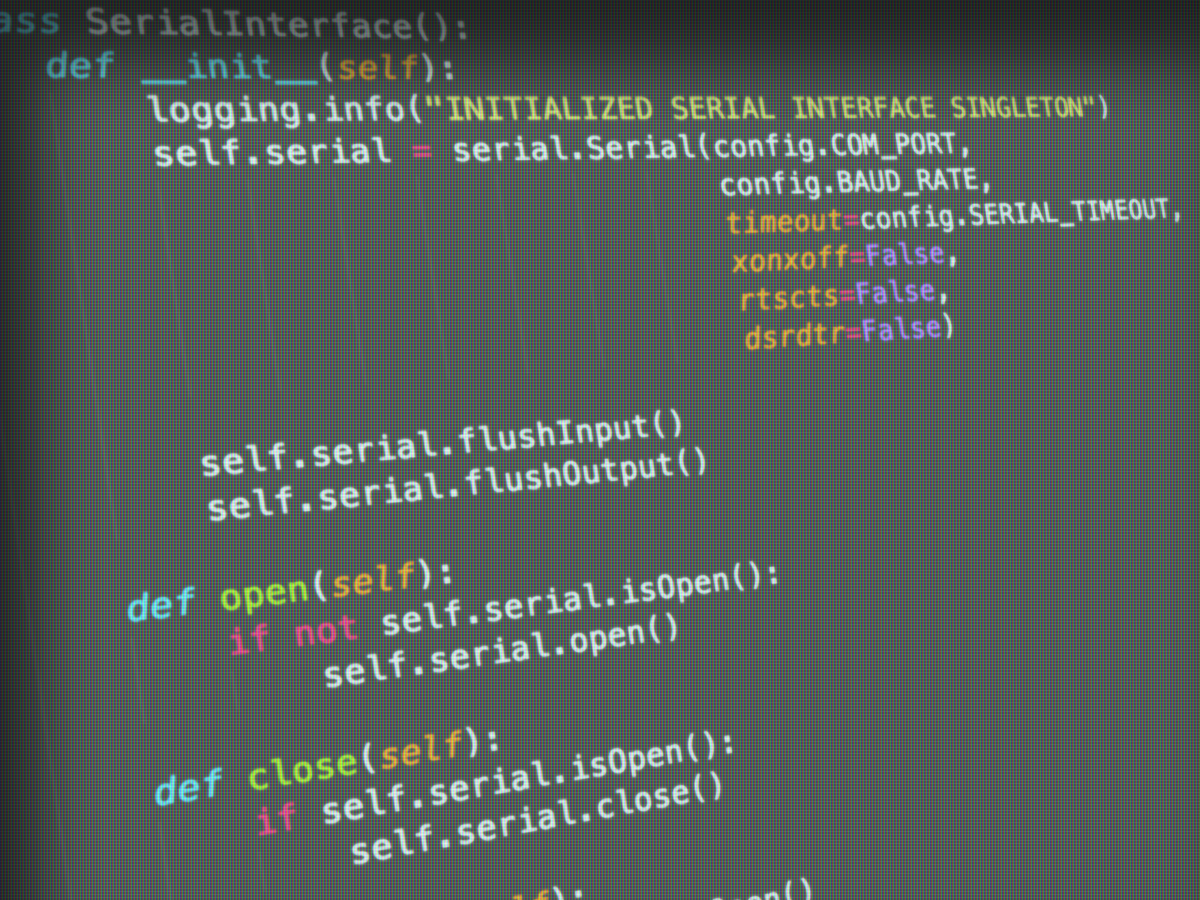 ass SerialInterface():
def __init__(self):
logging.info("INITIALIZED SERIAL INTERFACE SINGLETON")
self.serial = serial.Serial(config.COM_PORT,
config.BAUD_RATE,
timeout=config.SERIAL_TIMEOUT,
xonxoff=False,
rtscts=False,
dsrdtr=False)
self.serial.flushInput()
self.serial.flushOutput()
def open(self):
if not self.serial.isOpen():
self.serial.open()
def close(self):
if self.serial.isOpen():
self.serial.close()